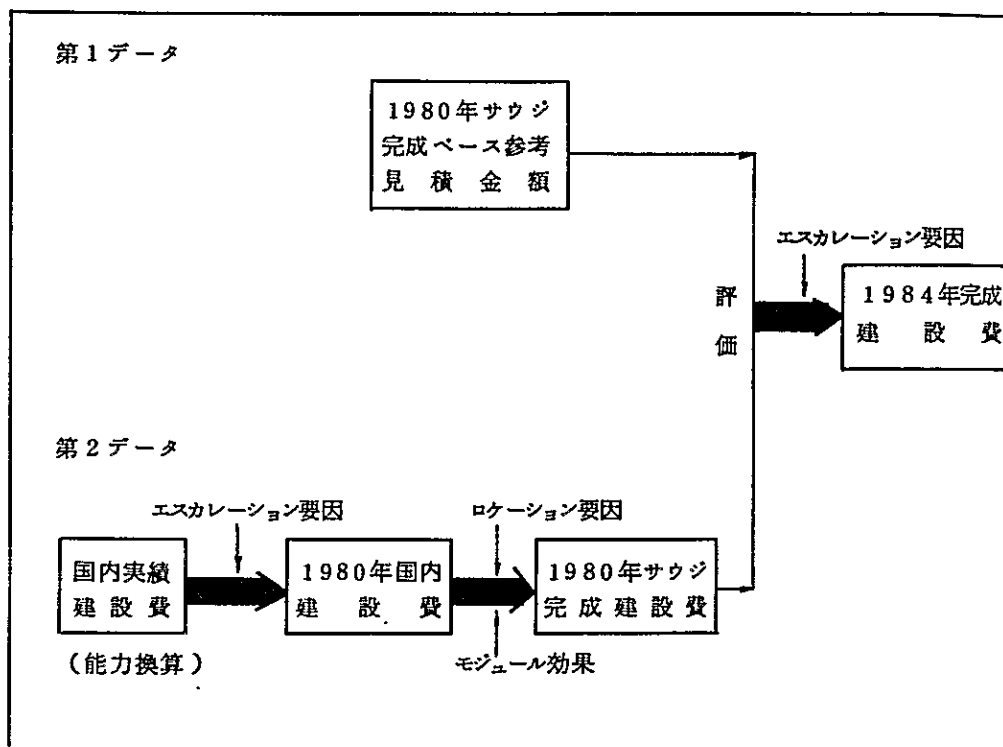 第1データ
1980年サウジ
完成ベース参考
見積金額
エスカレーション要因
評
価
1984年完成
建設費
第2データ
エスカレーション要因
ロケーション要因
国内実績
建設費
1980年国内
建設費
1980年サウジ
完成建設費
(能力換算)
モジュール効果